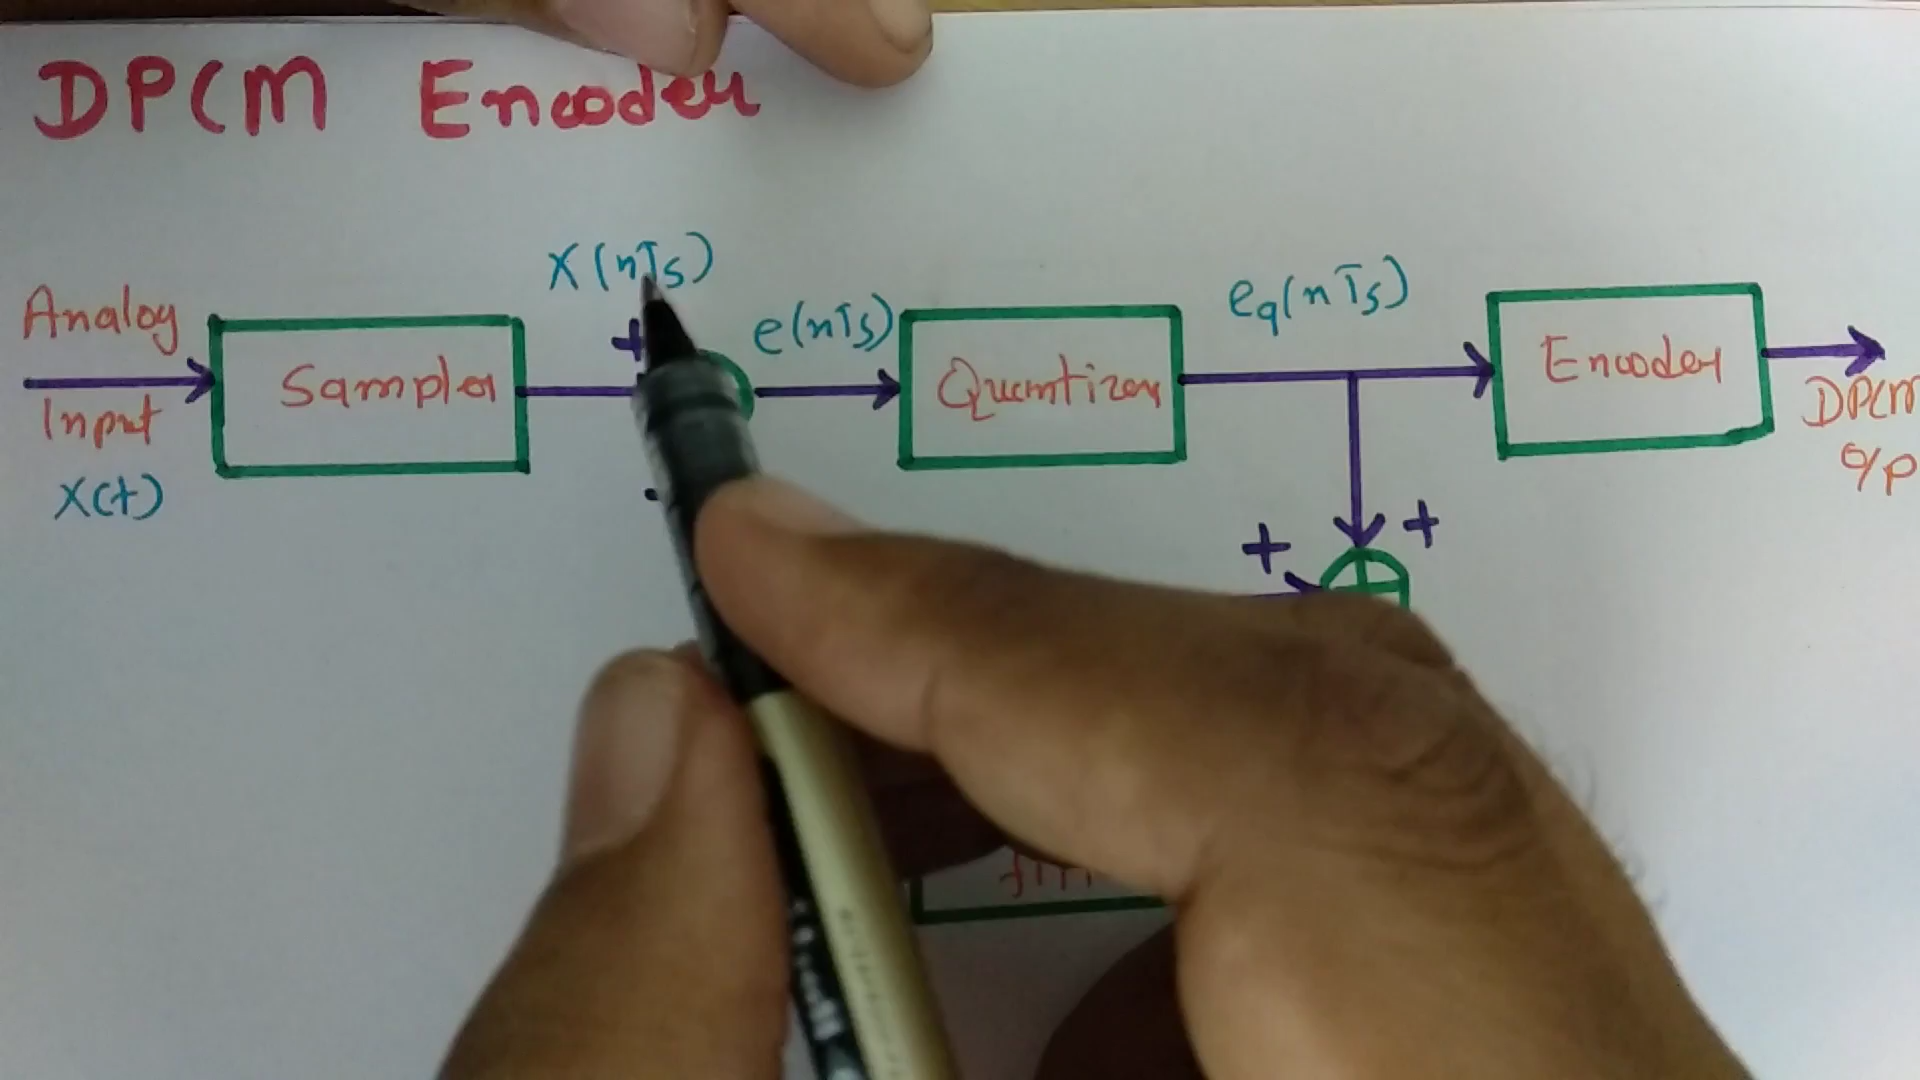 DPCM Encoder
X(nTs)
Analog
e(nTs)
eq(nTs)
Sampler
+
Quantizer
Encoder
Input
DPCM
X(t)
O/P
-
+ +